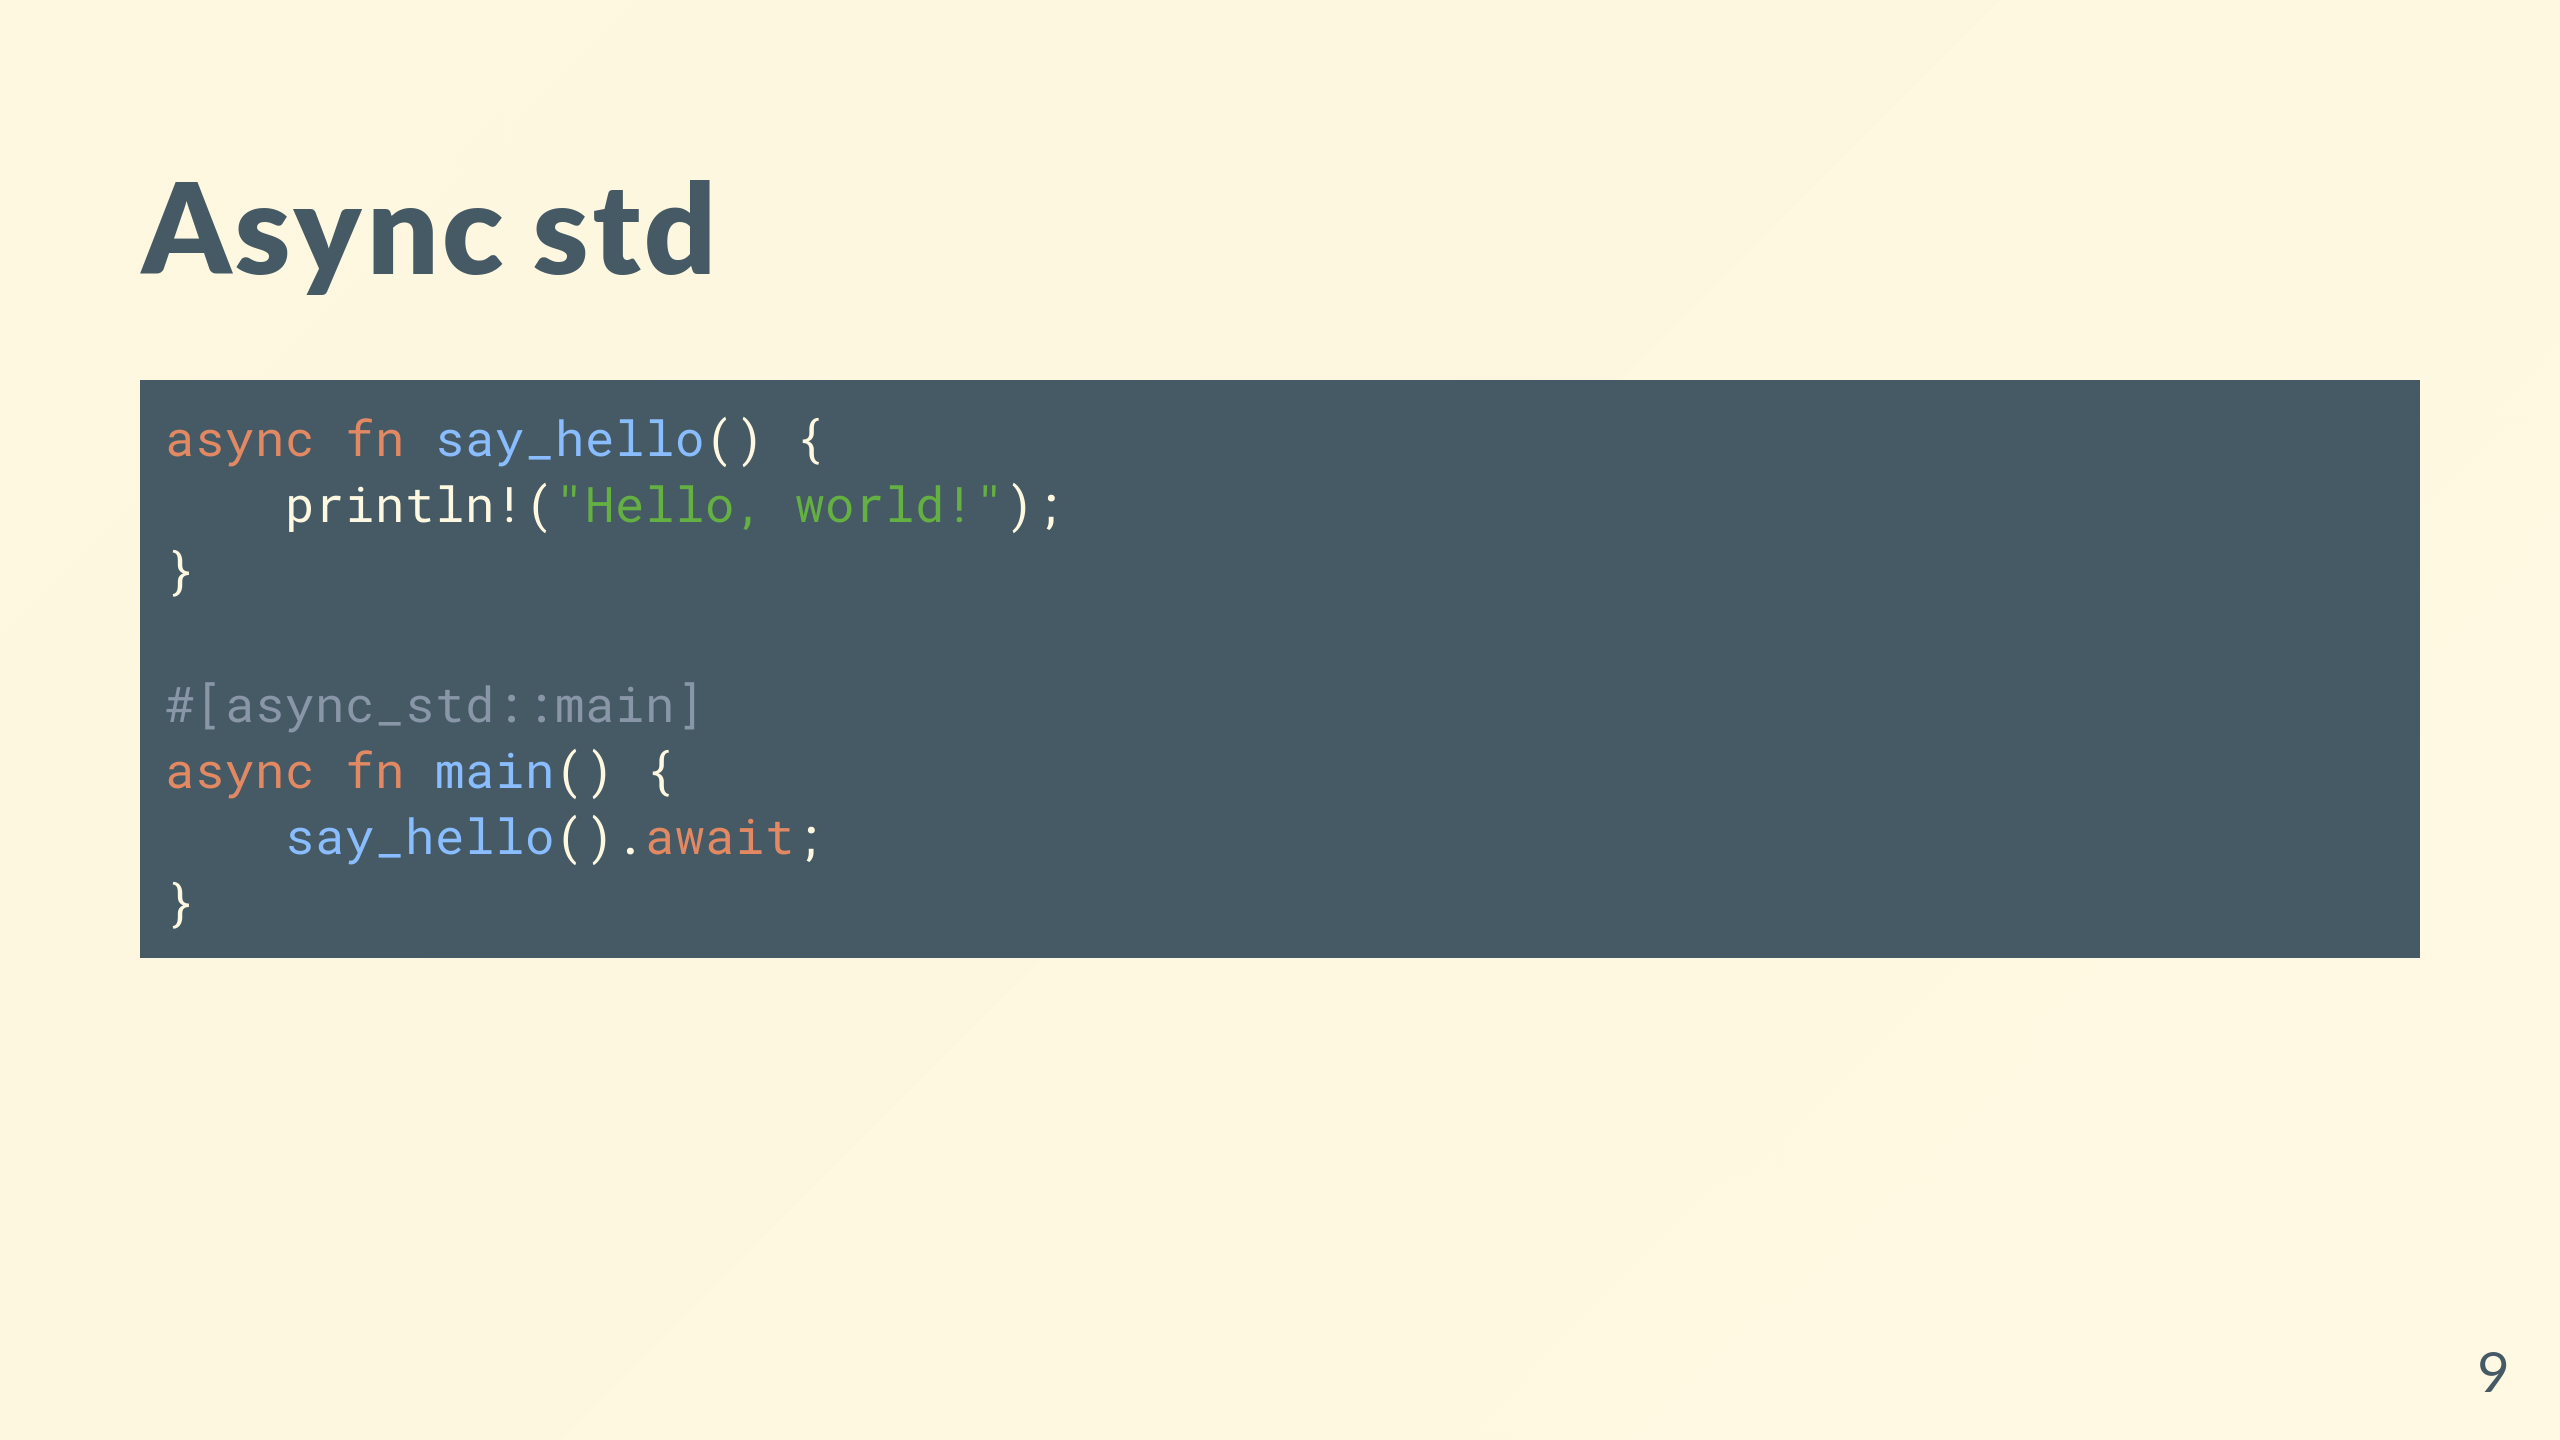 Async std
async fn say_hello() {
    println!("Hello, world!");
}

#[async_std::main]
async fn main() {
    say_hello().await;
}
9